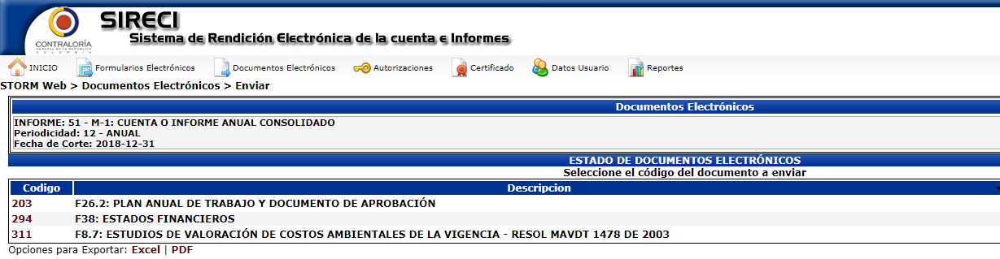 SIRECI
Sistema de Rendición Electrónica de la cuenta e Informes
CONTRALORÍA
GENERAL DE LA REPÚBLICA
COLOMBIA
INICIO Formularios Electrónicos Documentos Electrónicos Autorizaciones Certificado Datos Usuario Reportes
STORM Web > Documentos Electrónicos > Enviar
Documentos Electrónicos
INFORME: 51 - M-1: CUENTA O INFORME ANUAL CONSOLIDADO
Periodicidad: 12 - ANUAL
Fecha de Corte: 2018-12-31
ESTADO DE DOCUMENTOS ELECTRÓNICOS
Seleccione el código del documento a enviar
Codigo Descripcion
203 F26.2: PLAN ANUAL DE TRABAJO Y DOCUMENTO DE APROBACIÓN
294 F38: ESTADOS FINANCIEROS
311 F8.7: ESTUDIOS DE VALORACIÓN DE COSTOS AMBIENTALES DE LA VIGENCIA - RESOL MAVDT 1478 DE 2003
Opciones para Exportar: Excel | PDF